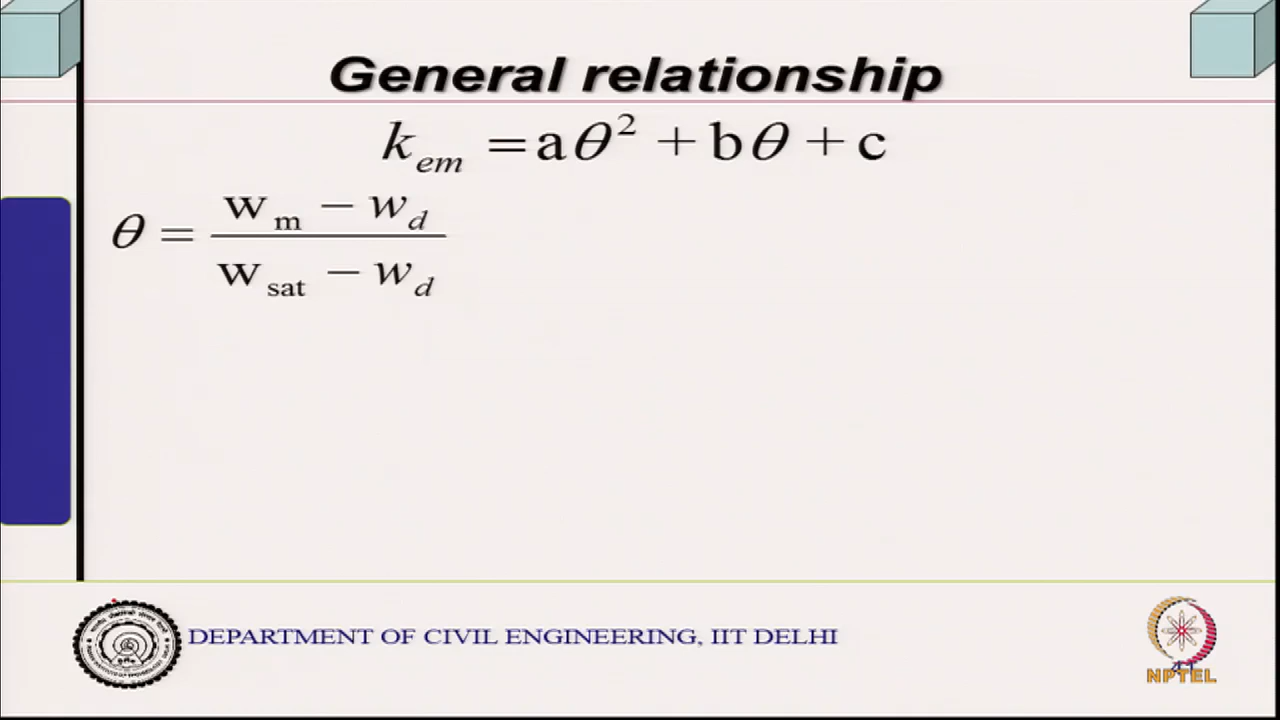 General relationship
k_em = aθ² + bθ + c
θ = (w_m − w_d) / (w_sat − w_d)
DEPARTMENT OF CIVIL ENGINEERING, IIT DELHI
NPTEL